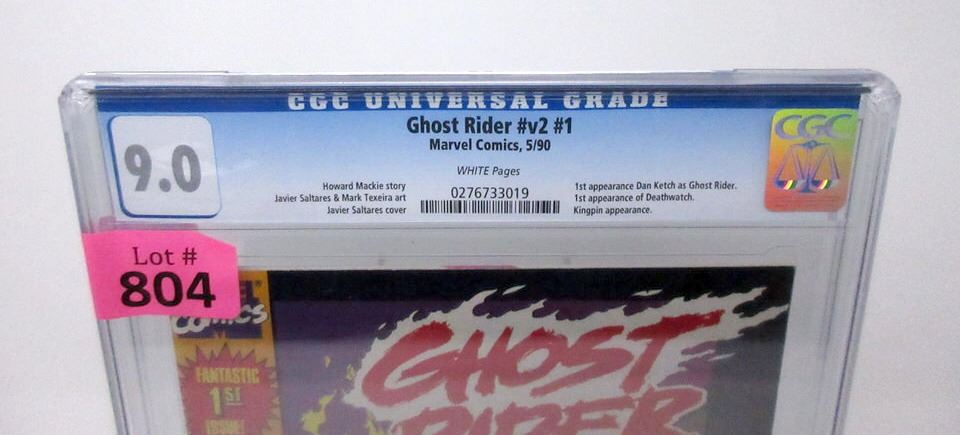 CGC UNIVERSAL GRADE
9.0
Ghost Rider #v2 #1
Marvel Comics, 5/90
WHITE Pages
Howard Mackie story
Javier Saltares & Mark Texeira art
Javier Saltares cover
0276733019
1st appearance Dan Ketch as Ghost Rider.
1st appearance of Deathwatch.
Kingpin appearance.
CGC
Lot #
804
COMICS
FANTASTIC
1ST
ISSUE!
GHOST
RIDER